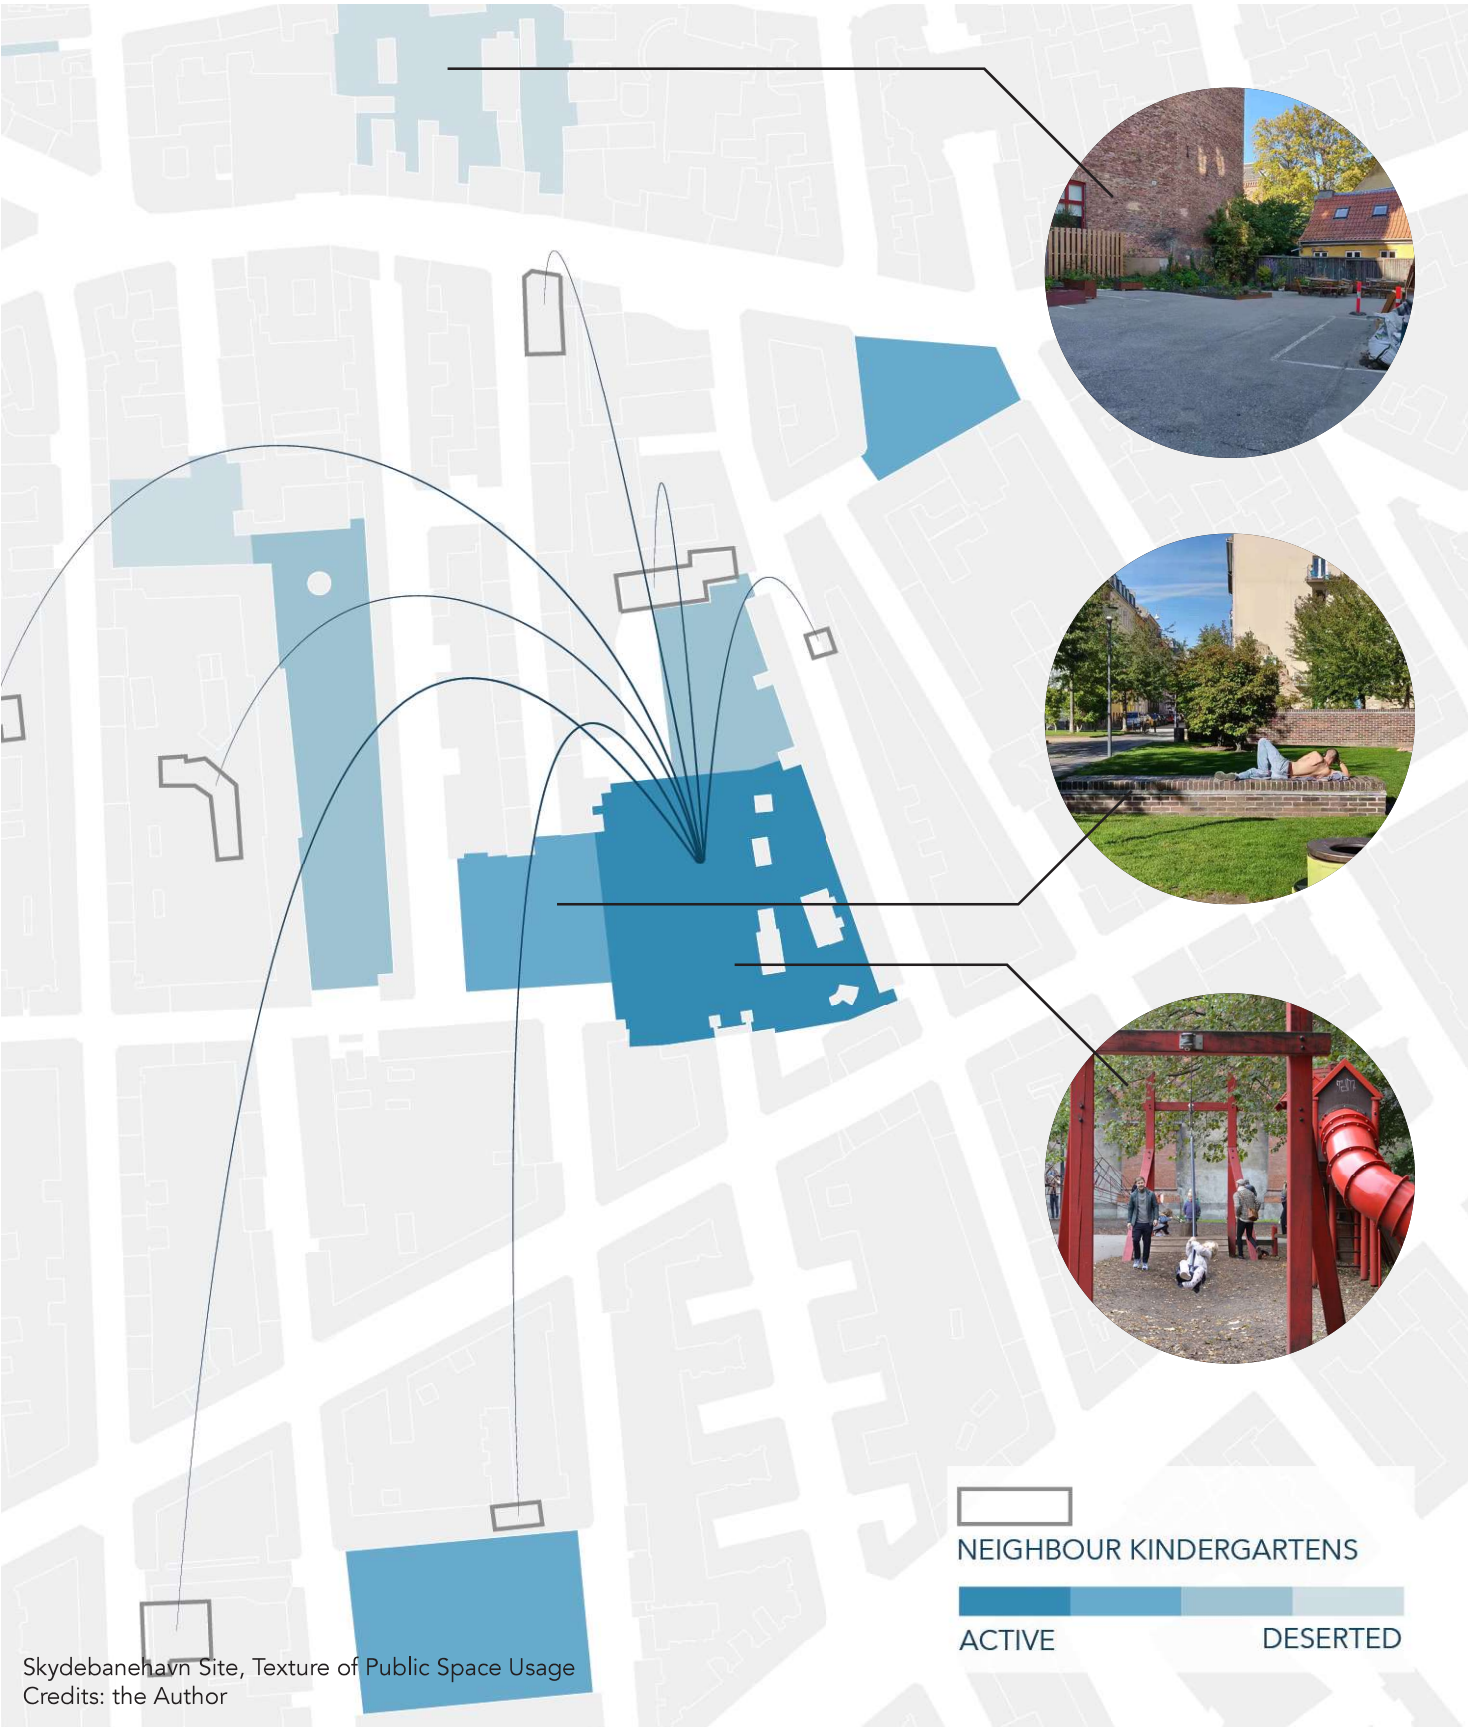 NEIGHBOUR KINDERGARTENS
ACTIVE
DESERTED
Skydebanehavn Site, Texture of Public Space Usage
Credits: the Author